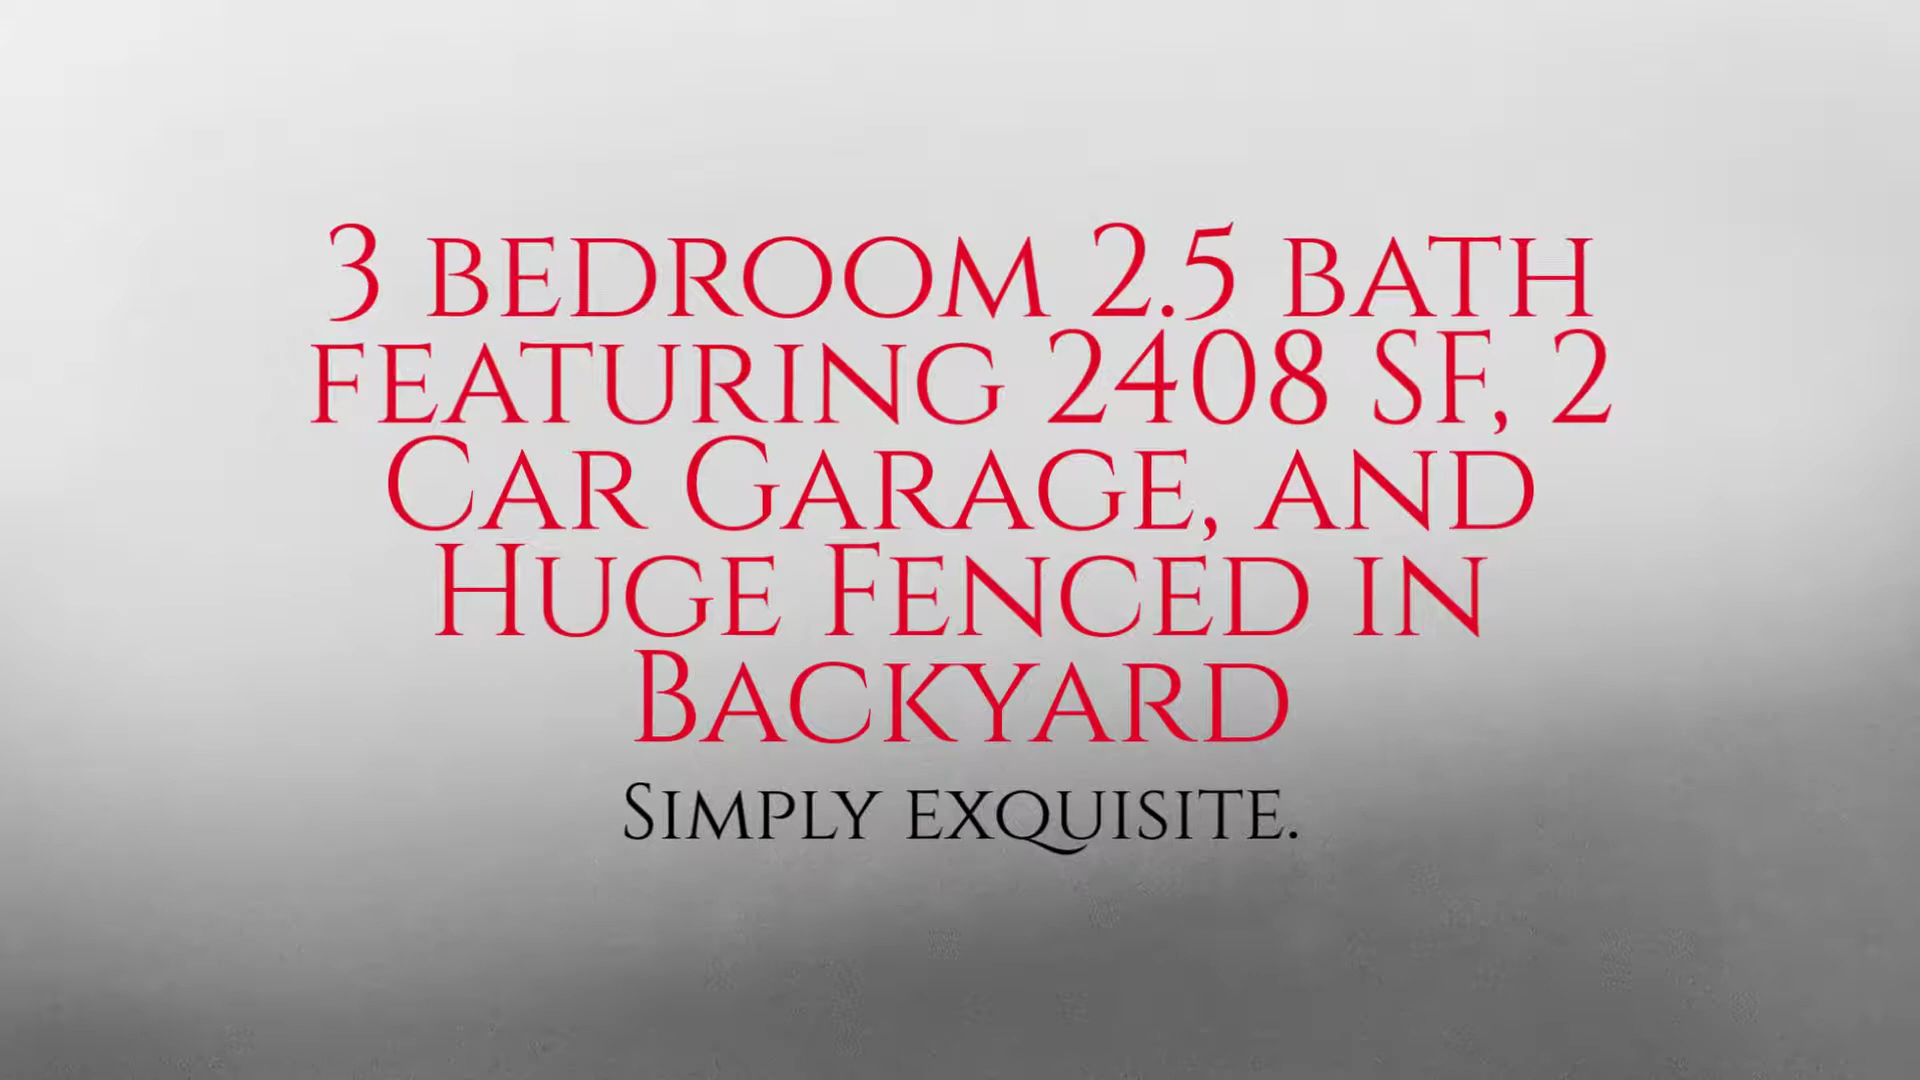 3 bedroom 2.5 bath
featuring 2408 SF, 2
Car Garage, and
Huge Fenced in
Backyard
Simply exquisite.